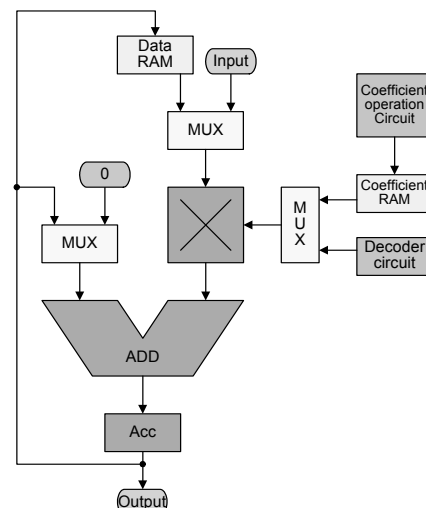 Data
RAM
Input
Coefficient
operation
Circuit
MUX
0
Coefficient
RAM
M
U
X
MUX
Decoder
circuit
ADD
Acc
Output